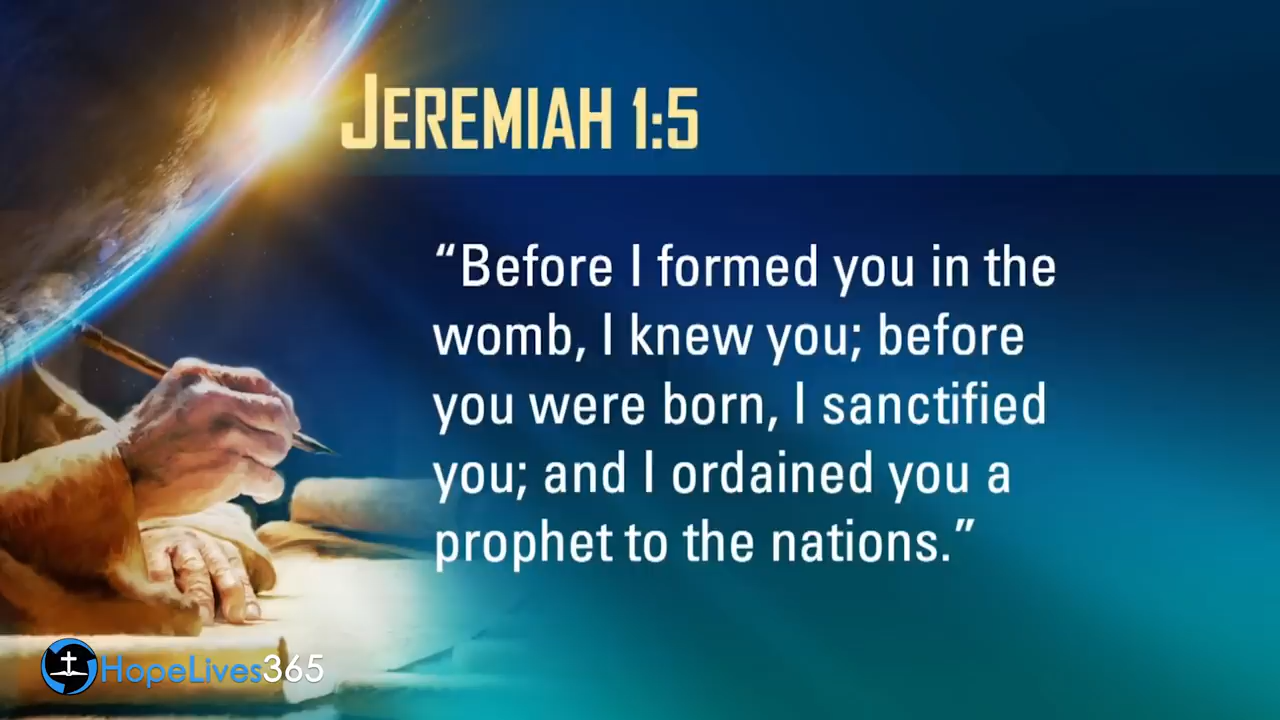 JEREMIAH 1:5
“Before I formed you in the
womb, I knew you; before
you were born, I sanctified
you; and I ordained you a
prophet to the nations.”
HopeLives365